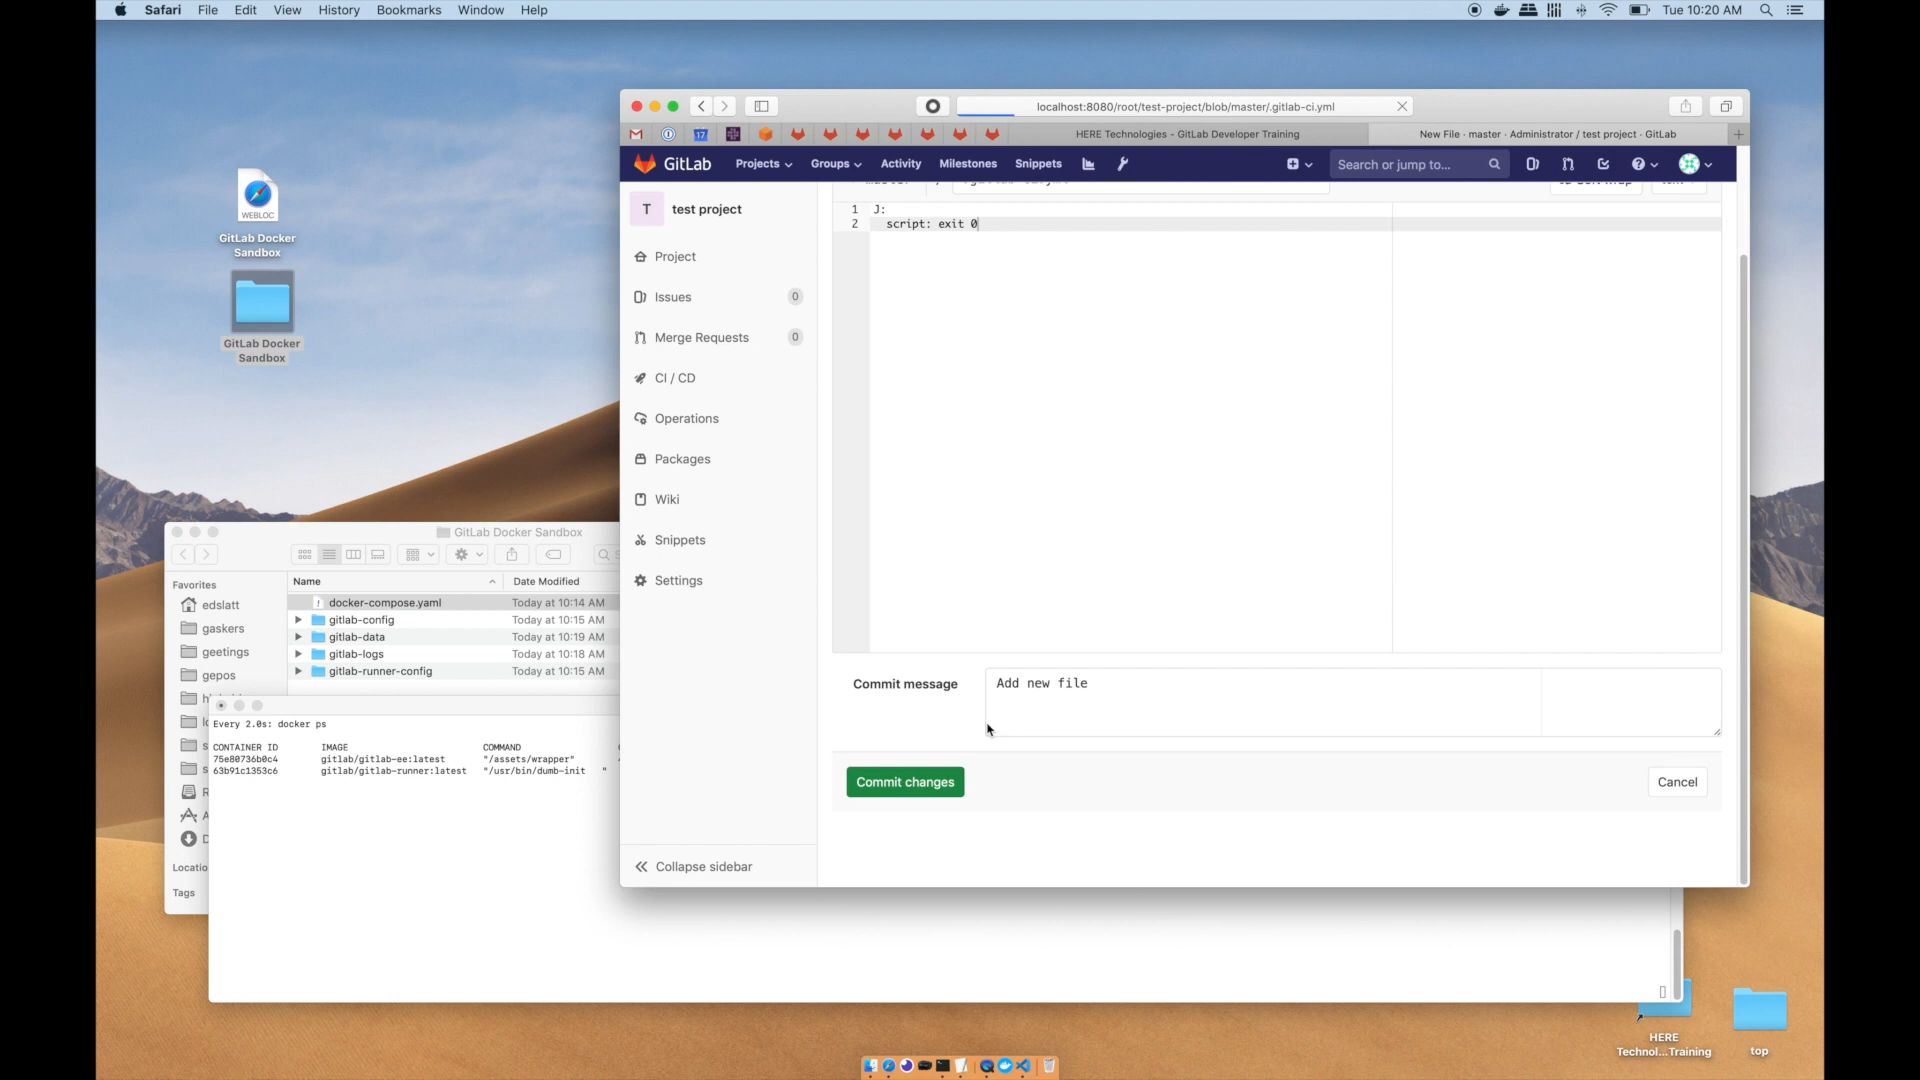 Safari File Edit View History Bookmarks Window Help
Tue 10:20 AM
WEBLOC
GitLab Docker
Sandbox
GitLab Docker
Sandbox
localhost:8080/root/test-project/blob/master/.gitlab-ci.yml
17
HERE Technologies - GitLab Developer Training
New File · master · Administrator / test project · GitLab
GitLab Projects Groups Activity Milestones Snippets
Search or jump to...
T test project
Project
Issues 0
Merge Requests 0
CI / CD
Operations
Packages
Wiki
Snippets
Settings
Collapse sidebar
1 J:
2 script: exit 0
Commit message
Add new file
Commit changes
Cancel
GitLab Docker Sandbox
Favorites
edslatt
gaskers
geetings
gepos
Locatio
Tags
Name Date Modified
docker-compose.yaml Today at 10:14 AM
gitlab-config Today at 10:15 AM
gitlab-data Today at 10:19 AM
gitlab-logs Today at 10:18 AM
gitlab-runner-config Today at 10:15 AM
Every 2.0s: docker ps
CONTAINER ID IMAGE COMMAND
75e80736b0c4 gitlab/gitlab-ee:latest "/assets/wrapper"
63b91c1353c6 gitlab/gitlab-runner:latest "/usr/bin/dumb-init "
HERE
Technol...Training
top